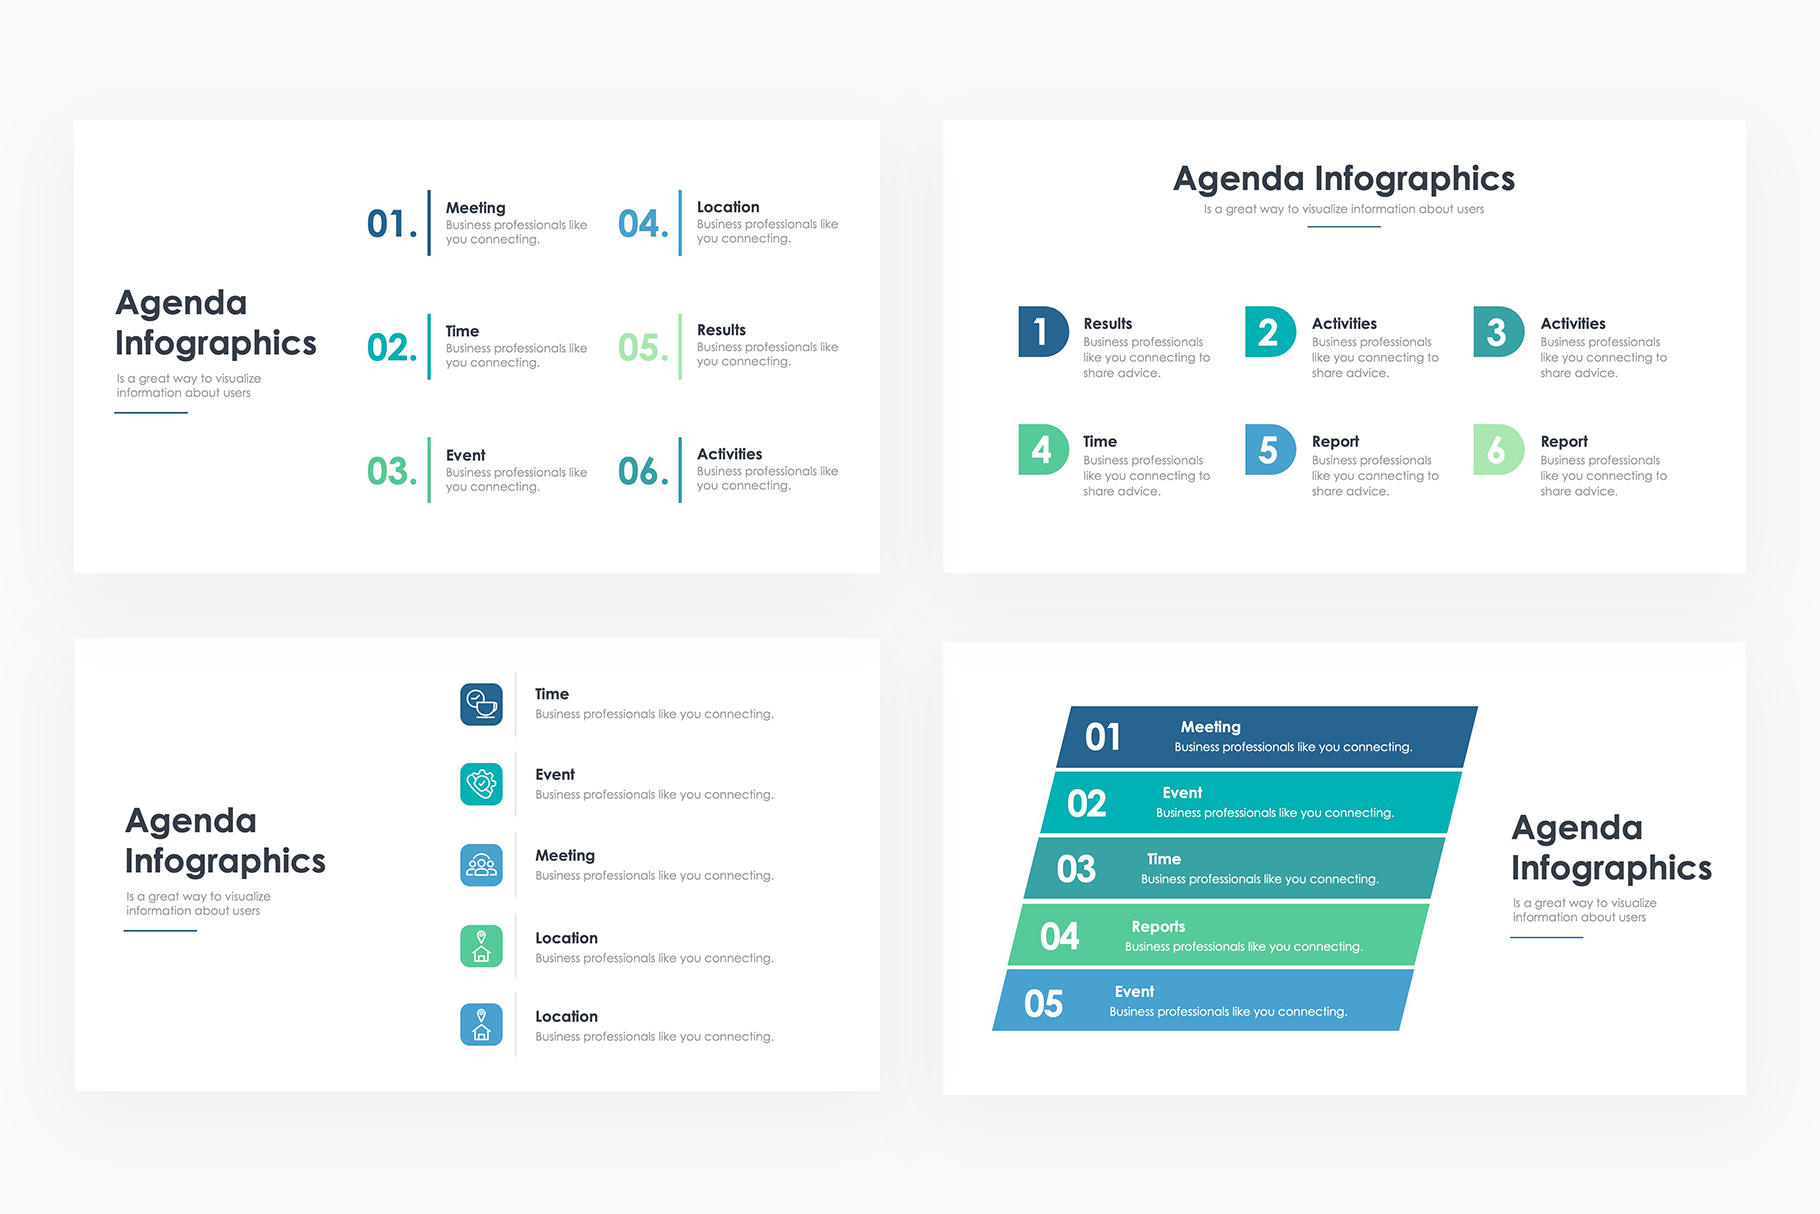 Agenda
Infographics
Is a great way to visualize
information about users
01.
Meeting
Business professionals like
you connecting.
02.
Time
Business professionals like
you connecting.
03.
Event
Business professionals like
you connecting.
04.
Location
Business professionals like
you connecting.
05.
Results
Business professionals like
you connecting.
06.
Activities
Business professionals like
you connecting.
Agenda Infographics
Is a great way to visualize information about users
1
Results
Business professionals
like you connecting to
share advice.
2
Activities
Business professionals
like you connecting to
share advice.
3
Activities
Business professionals
like you connecting to
share advice.
4
Time
Business professionals
like you connecting to
share advice.
5
Report
Business professionals
like you connecting to
share advice.
6
Report
Business professionals
like you connecting to
share advice.
Agenda
Infographics
Is a great way to visualize
information about users
Time
Business professionals like you connecting.
Event
Business professionals like you connecting.
Meeting
Business professionals like you connecting.
Location
Business professionals like you connecting.
Location
Business professionals like you connecting.
01
Meeting
Business professionals like you connecting.
02
Event
Business professionals like you connecting.
03
Time
Business professionals like you connecting.
04
Reports
Business professionals like you connecting.
05
Event
Business professionals like you connecting.
Agenda
Infographics
Is a great way to visualize
information about users